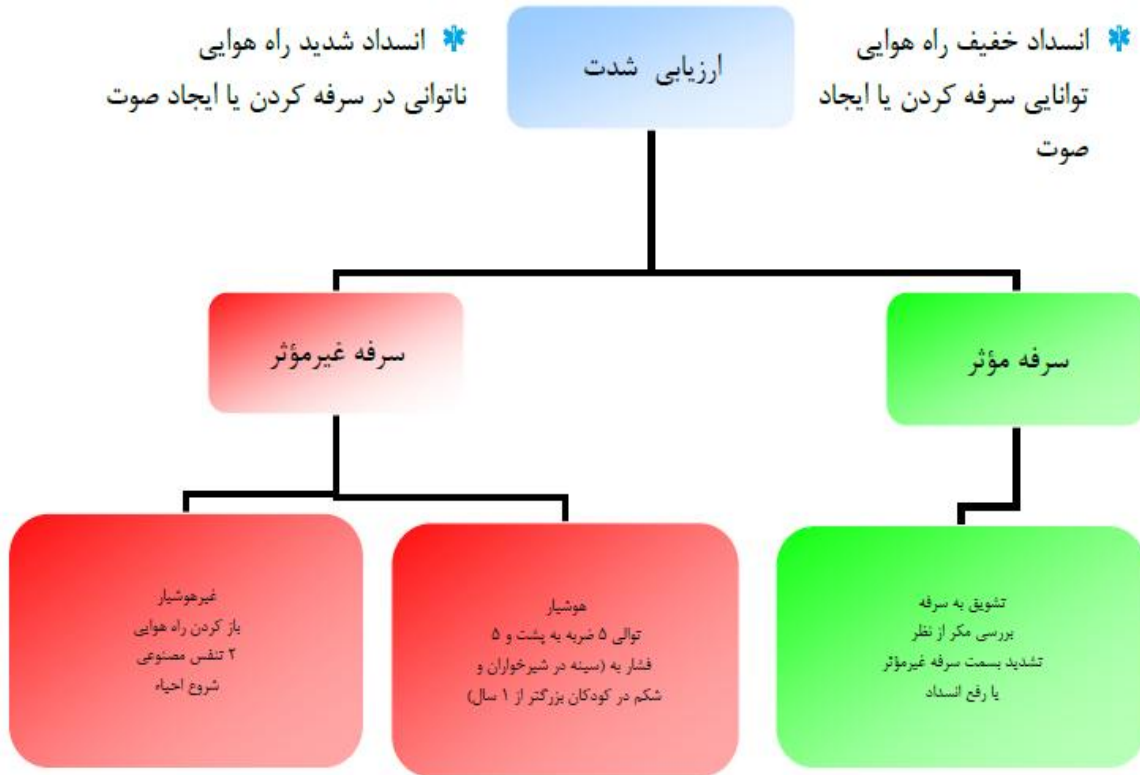 * انسداد خفیف راه هوایی
توانایی سرفه کردن یا ایجاد
صوت
ارزیابی شدت
* انسداد شدید راه هوایی
ناتوانی در سرفه کردن یا ایجاد صوت
سرفه مؤثر
سرفه غیرمؤثر
تشویق به سرفه
بررسی مکر از نظر
تشدید بسمت سرفه غیرمؤثر
یا رفع انسداد
هوشیار
توالی ۵ ضربه به پشت و ۵
فشار به (سینه در شیرخواران و
شکم در کودکان بزرگتر از ۱ سال)
غیرهوشیار
باز کردن راه هوایی
۲ تنفس مصنوعی
شروع احیاء